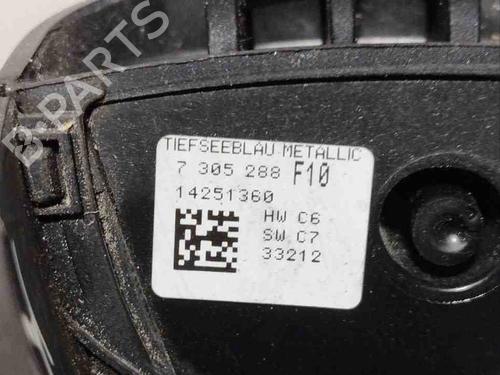 B-PARTS
TIEFSEEBLAU METALLIC
7 305 288 F10
14251360
HW C6
SW C7
33212